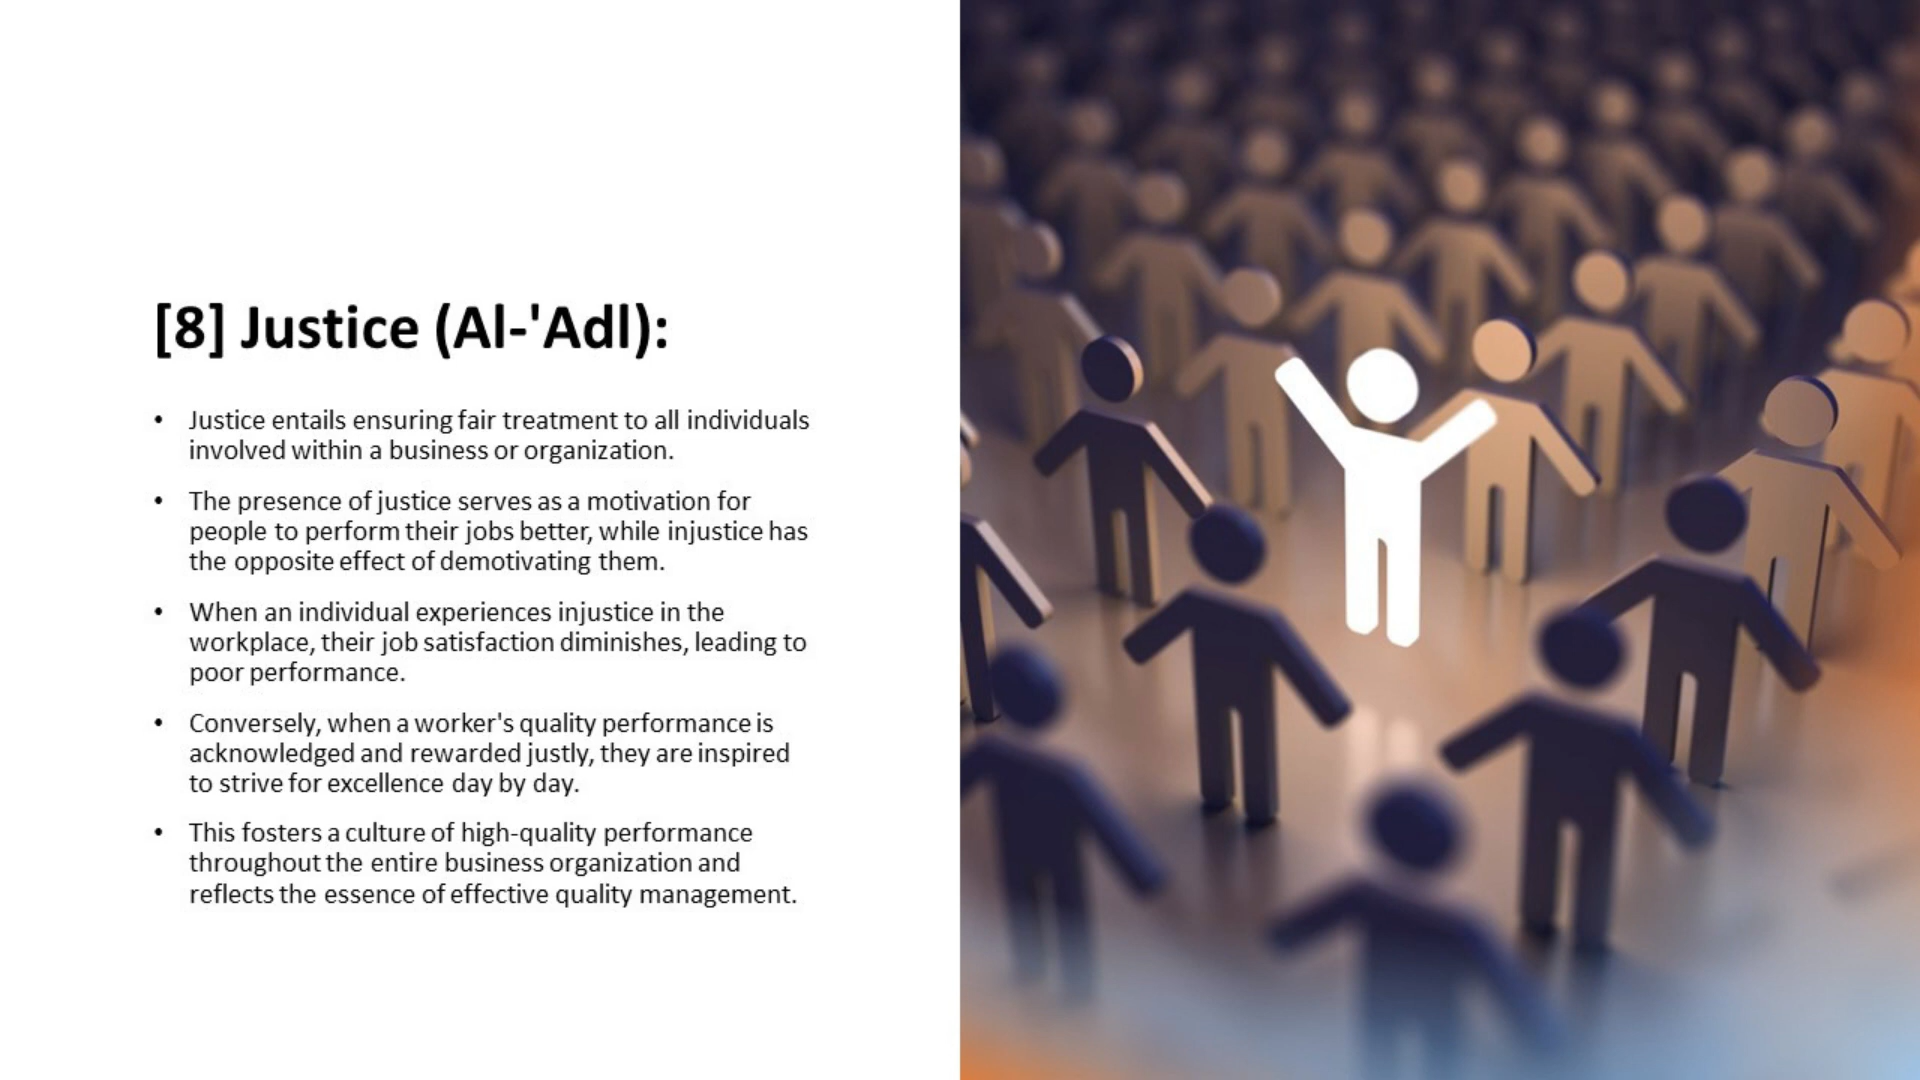 [8] Justice (Al-'Adl):
• Justice entails ensuring fair treatment to all individuals
involved within a business or organization.
• The presence of justice serves as a motivation for
people to perform their jobs better, while injustice has
the opposite effect of demotivating them.
• When an individual experiences injustice in the
workplace, their job satisfaction diminishes, leading to
poor performance.
• Conversely, when a worker's quality performance is
acknowledged and rewarded justly, they are inspired
to strive for excellence day by day.
• This fosters a culture of high-quality performance
throughout the entire business organization and
reflects the essence of effective quality management.